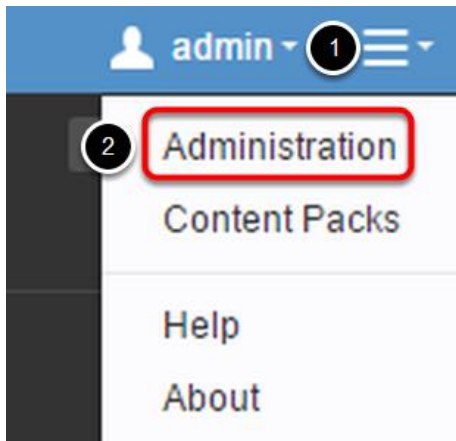 admin 1
2 Administration
Content Packs
Help
About